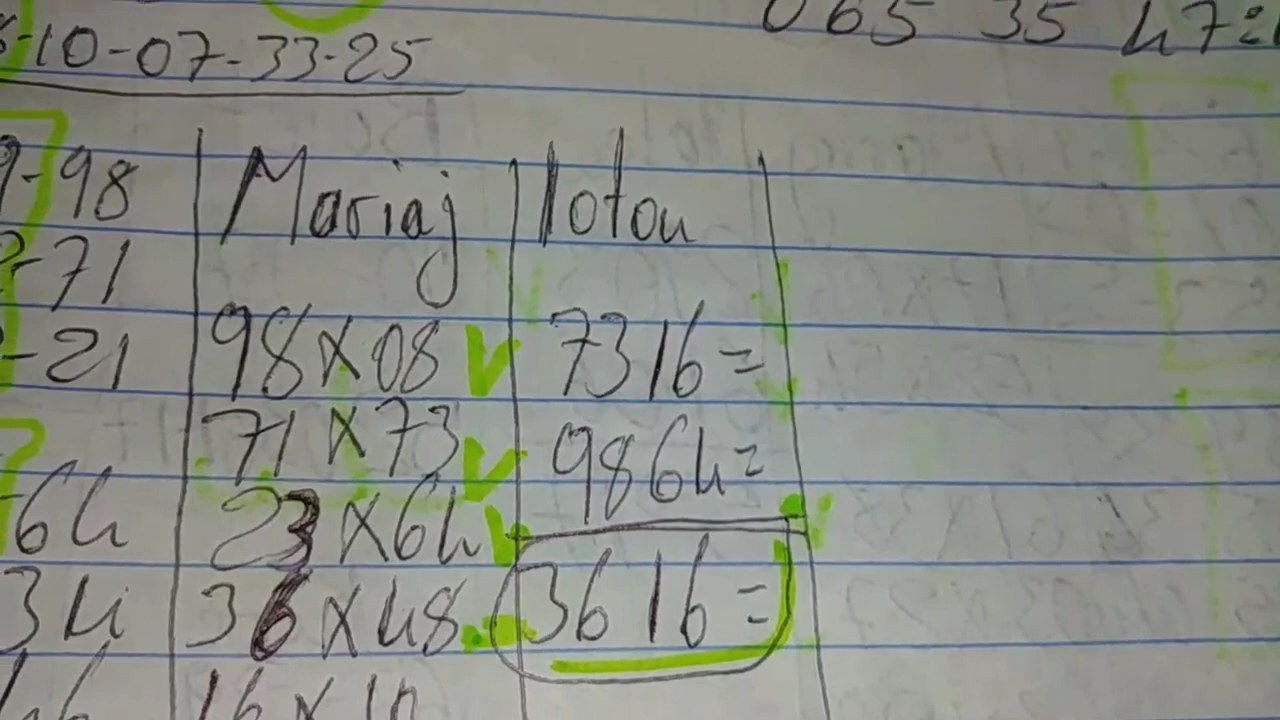 065 35 47
10-07-33-25
98 Mariaj lotou
71
21 98X08 7316=
71X73 9864=
64 23X64
34 36X48 3616=
16X10